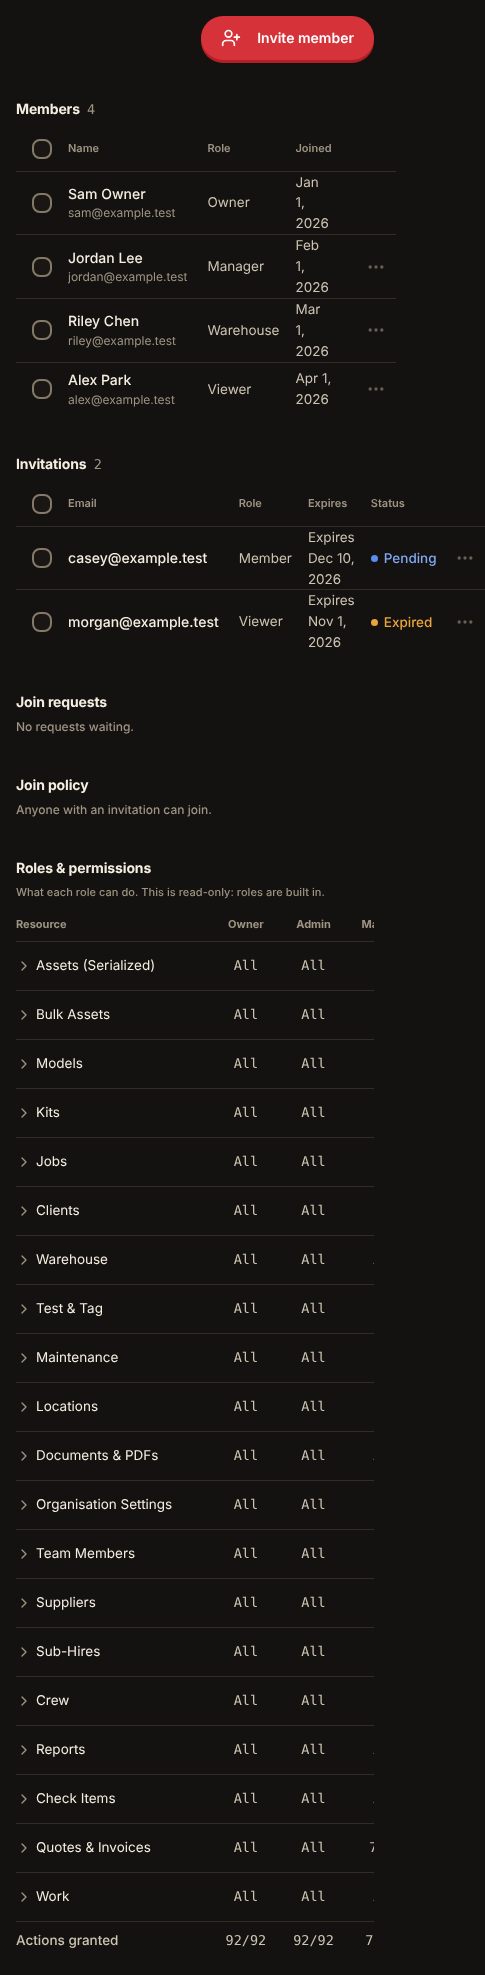 Invite member
Members 4
Name Role Joined
Sam Owner
sam@example.test
Owner
Jan
1,
2026
Jordan Lee
jordan@example.test
Manager
Feb
1,
2026
Riley Chen
riley@example.test
Warehouse
Mar
1,
2026
Alex Park
alex@example.test
Viewer
Apr 1,
2026
Invitations 2
Email Role Expires Status
casey@example.test Member
Expires
Dec 10,
2026
Pending
morgan@example.test Viewer
Expires
Nov 1,
2026
Expired
Join requests
No requests waiting.
Join policy
Anyone with an invitation can join.
Roles & permissions
What each role can do. This is read-only: roles are built in.
Resource Owner Admin
Assets (Serialized) All All
Bulk Assets All All
Models All All
Kits All All
Jobs All All
Clients All All
Warehouse All All
Test & Tag All All
Maintenance All All
Locations All All
Documents & PDFs All All
Organisation Settings All All
Team Members All All
Suppliers All All
Sub-Hires All All
Crew All All
Reports All All
Check Items All All
Quotes & Invoices All All
Work All All
Actions granted 92/92 92/92